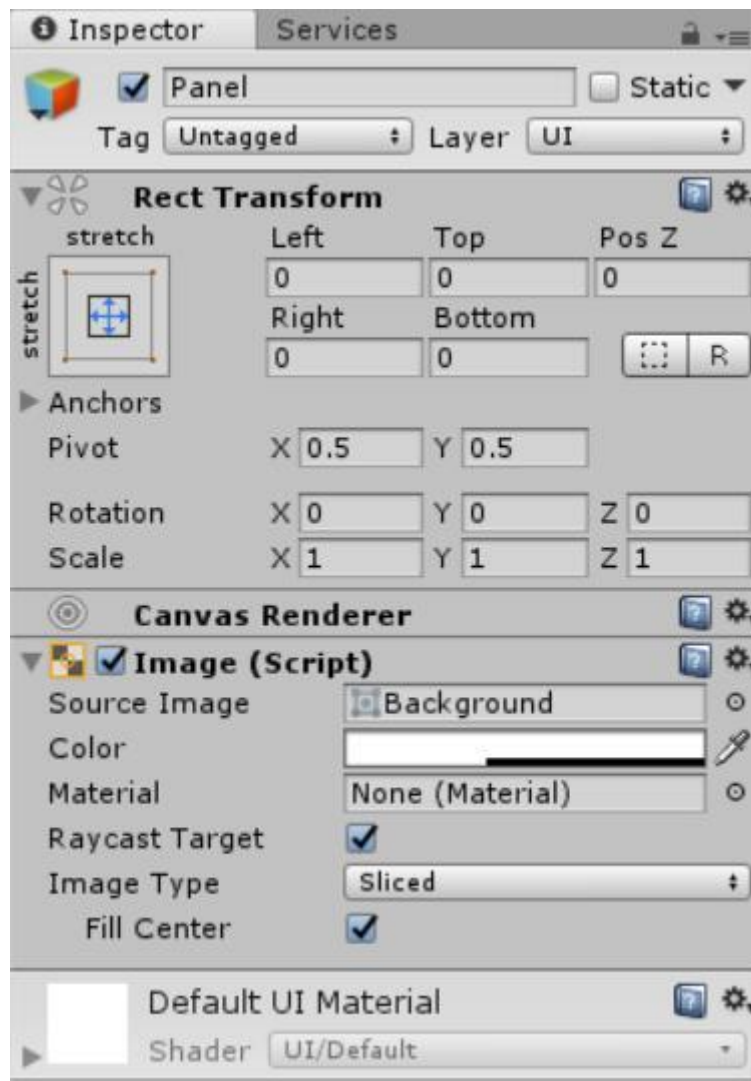 Inspector Services
Panel Static
Tag Untagged Layer UI
Rect Transform
stretch Left Top Pos Z
stretch 0 0 0
Right Bottom
0 0 R
Anchors
Pivot X 0.5 Y 0.5
Rotation X 0 Y 0 Z 0
Scale X 1 Y 1 Z 1
Canvas Renderer
Image (Script)
Source Image Background
Color
Material None (Material)
Raycast Target
Image Type Sliced
Fill Center
Default UI Material
Shader UI/Default